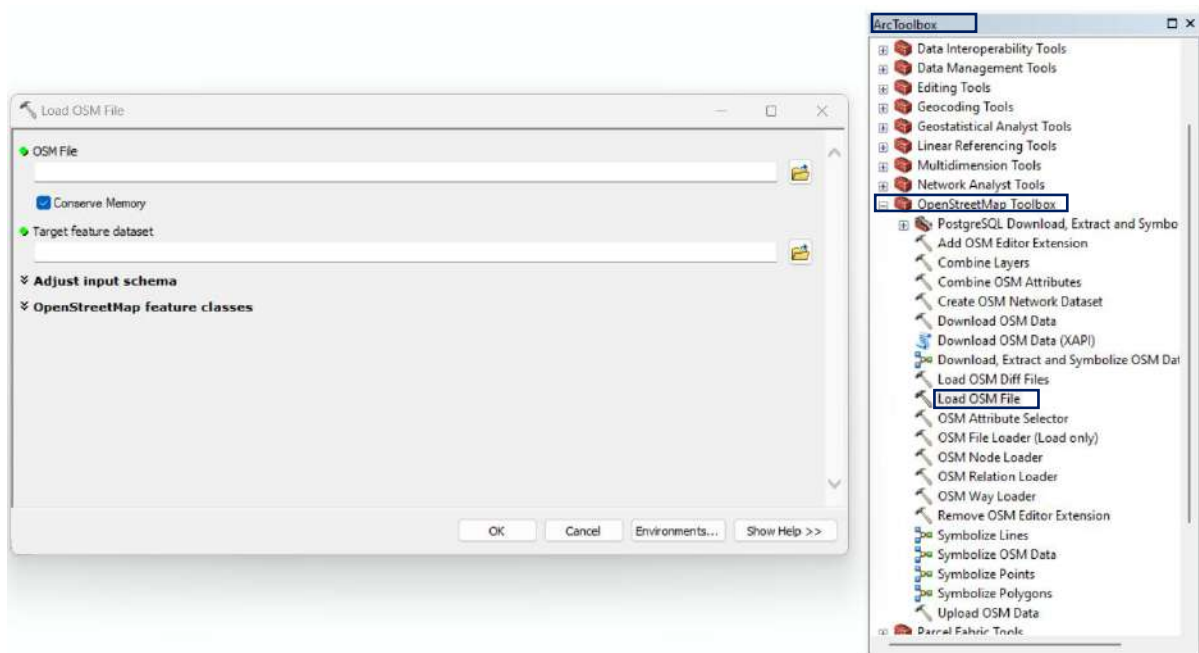 Load OSM File
OSM File
Conserve Memory
Target feature dataset
Adjust input schema
OpenStreetMap feature classes
OK
Cancel
Environments...
Show Help >>
ArcToolbox
Data Interoperability Tools
Data Management Tools
Editing Tools
Geocoding Tools
Geostatistical Analyst Tools
Linear Referencing Tools
Multidimension Tools
Network Analyst Tools
OpenStreetMap Toolbox
PostgreSQL Download, Extract and Symbo
Add OSM Editor Extension
Combine Layers
Combine OSM Attributes
Create OSM Network Dataset
Download OSM Data
Download OSM Data (XAPI)
Download, Extract and Symbolize OSM Dat
Load OSM Diff Files
Load OSM File
OSM Attribute Selector
OSM File Loader (Load only)
OSM Node Loader
OSM Relation Loader
OSM Way Loader
Remove OSM Editor Extension
Symbolize Lines
Symbolize OSM Data
Symbolize Points
Symbolize Polygons
Upload OSM Data
Parcel Fabric Tools